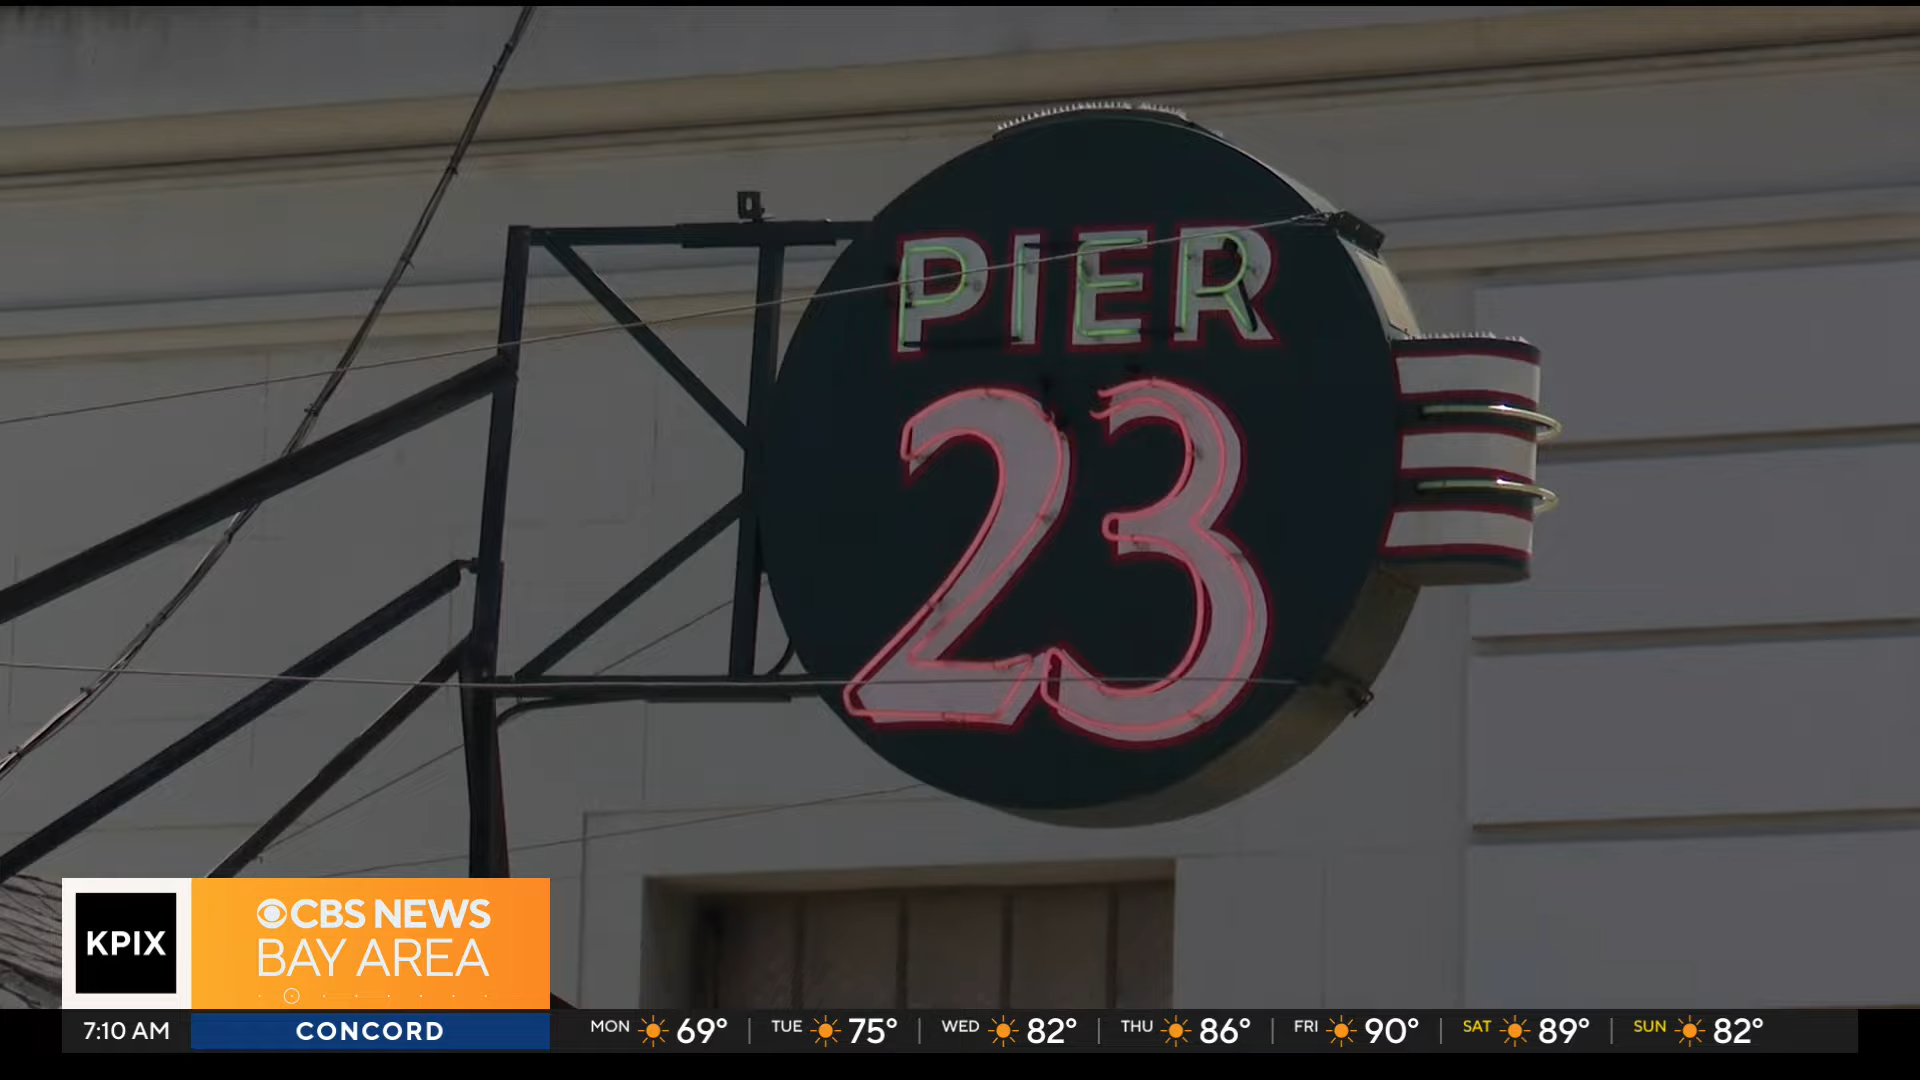 PIER
23
KPIX
CBS NEWS
BAY AREA
7:10 AM
CONCORD
MON 69° TUE 75° WED 82° THU 86° FRI 90° SAT 89° SUN 82°